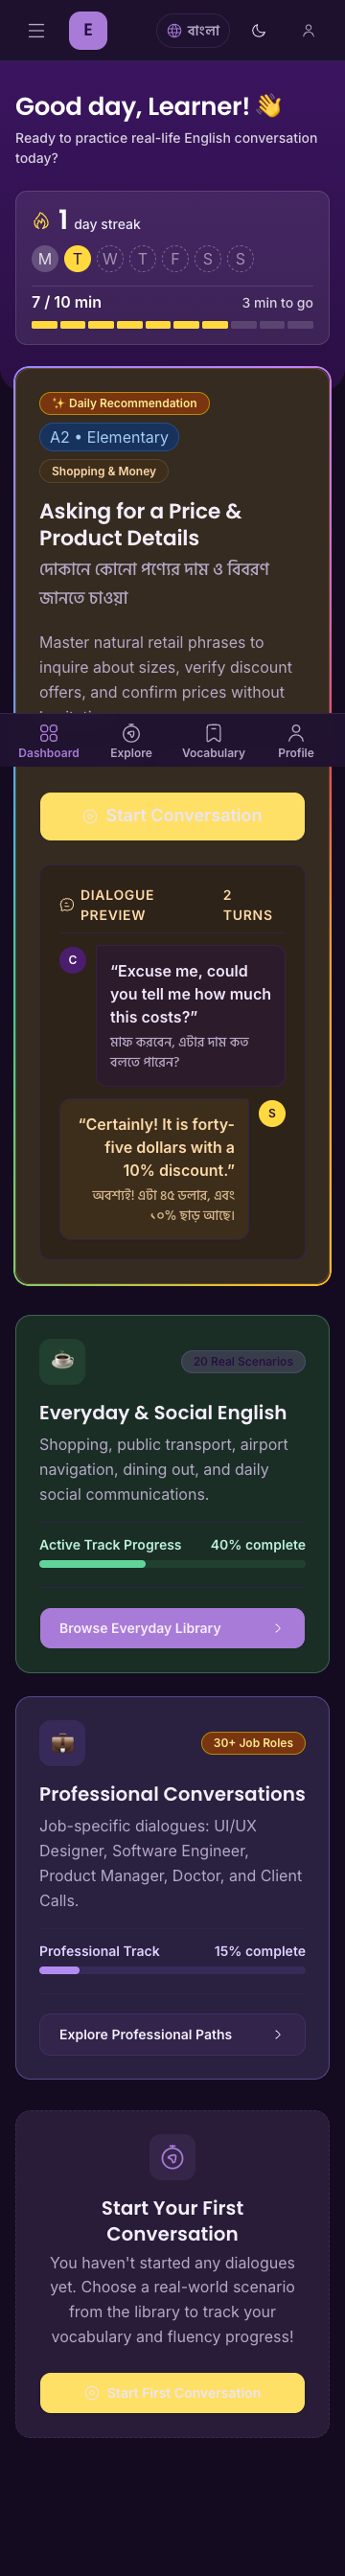 E
বাংলা
Good day, Learner! 👋
Ready to practice real-life English conversation
today?
1 day streak
M T W T F S S
7 / 10 min
3 min to go
✨ Daily Recommendation
A2 • Elementary
Shopping & Money
Asking for a Price &
Product Details
দোকানে কোনো পণ্যের দাম ও বিবরণ
জানতে চাওয়া
Master natural retail phrases to
inquire about sizes, verify discount
offers, and confirm prices without
Dashboard
Explore
Vocabulary
Profile
Start Conversation
DIALOGUE
PREVIEW
2
TURNS
C
“Excuse me, could
you tell me how much
this costs?”
মাফ করবেন, এটার দাম কত
বলতে পারেন?
“Certainly! It is forty-
five dollars with a
10% discount.”
S
অবশ্যই! এটা ৪৫ ডলার, এবং
১০% ছাড় আছে।
20 Real Scenarios
Everyday & Social English
Shopping, public transport, airport
navigation, dining out, and daily
social communications.
Active Track Progress
40% complete
Browse Everyday Library
30+ Job Roles
Professional Conversations
Job-specific dialogues: UI/UX
Designer, Software Engineer,
Product Manager, Doctor, and Client
Calls.
Professional Track
15% complete
Explore Professional Paths
Start Your First
Conversation
You haven't started any dialogues
yet. Choose a real-world scenario
from the library to track your
vocabulary and fluency progress!
Start First Conversation